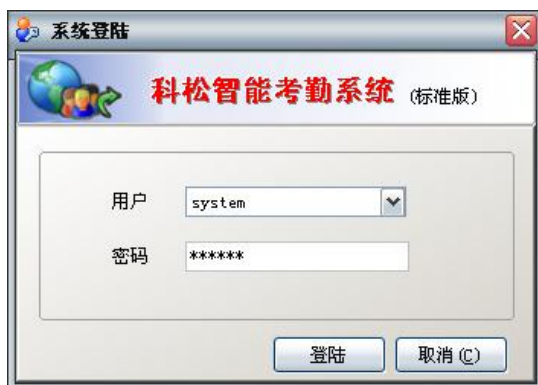 系统登陆
科松智能考勤系统 (标准版)
用户 system
密码 ******
登陆 取消(C)